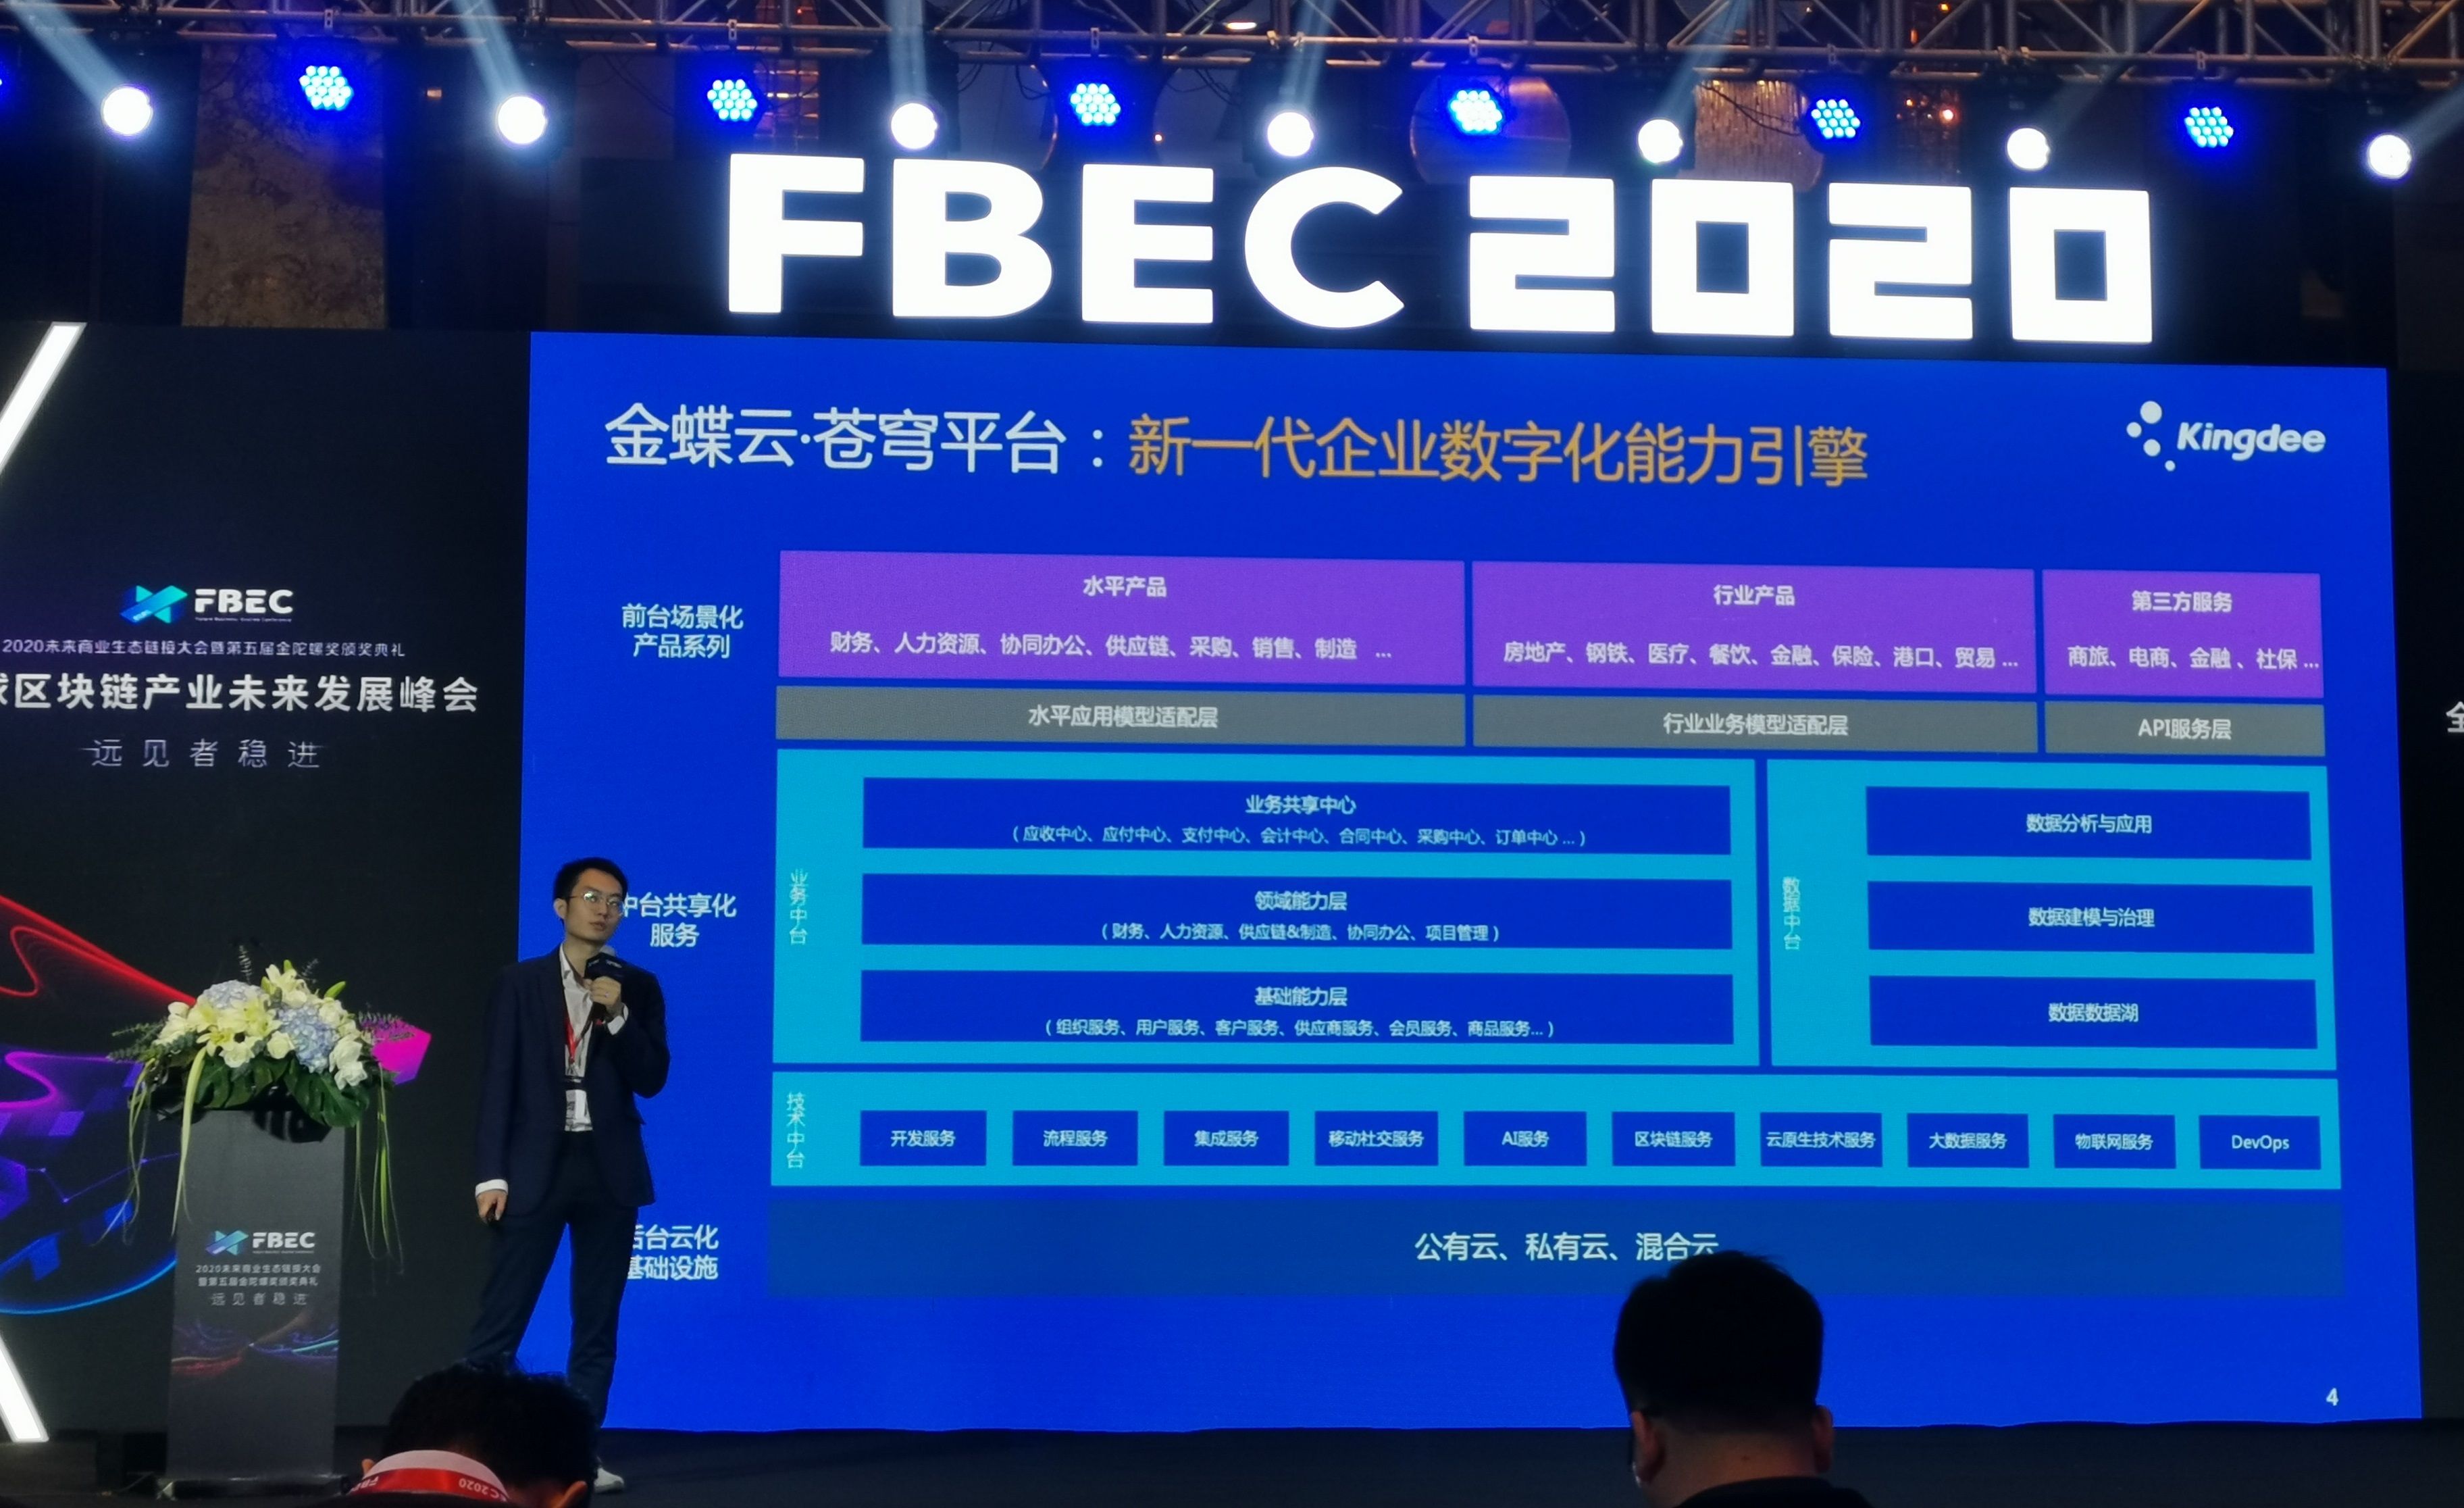 FBEC 2020
金蝶云·苍穹平台：新一代企业数字化能力引擎
Kingdee
前台场景化
产品系列
水平产品
财务、人力资源、协同办公、供应链、采购、销售、制造 ...
行业产品
房地产、钢铁、医疗、餐饮、金融、保险、港口、贸易 ...
第三方服务
商旅、电商、金融、社保 ...
水平应用模型适配层
行业业务模型适配层
API服务层
中台共享化
服务
业务中台
业务共享中心
（应收中心、应付中心、支付中心、会计中心、合同中心、采购中心、订单中心 ...）
领域能力层
（财务、人力资源、供应链&制造、协同办公、项目管理）
基础能力层
（组织服务、用户服务、客户服务、供应商服务、会员服务、商品服务...）
数据中台
数据分析与应用
数据建模与治理
数据数据湖
技术中台
开发服务
流程服务
集成服务
移动社交服务
AI服务
区块链服务
云原生技术服务
大数据服务
物联网服务
DevOps
后台云化
基础设施
公有云、私有云、混合云
4
FBEC
2020未来商业生态链接大会暨第五届金陀螺奖颁奖典礼
球区块链产业未来发展峰会
远见者稳进
FBEC
2020未来商业生态链接大会
暨第五届金陀螺奖颁奖典礼
远见者稳进
全
C 2020